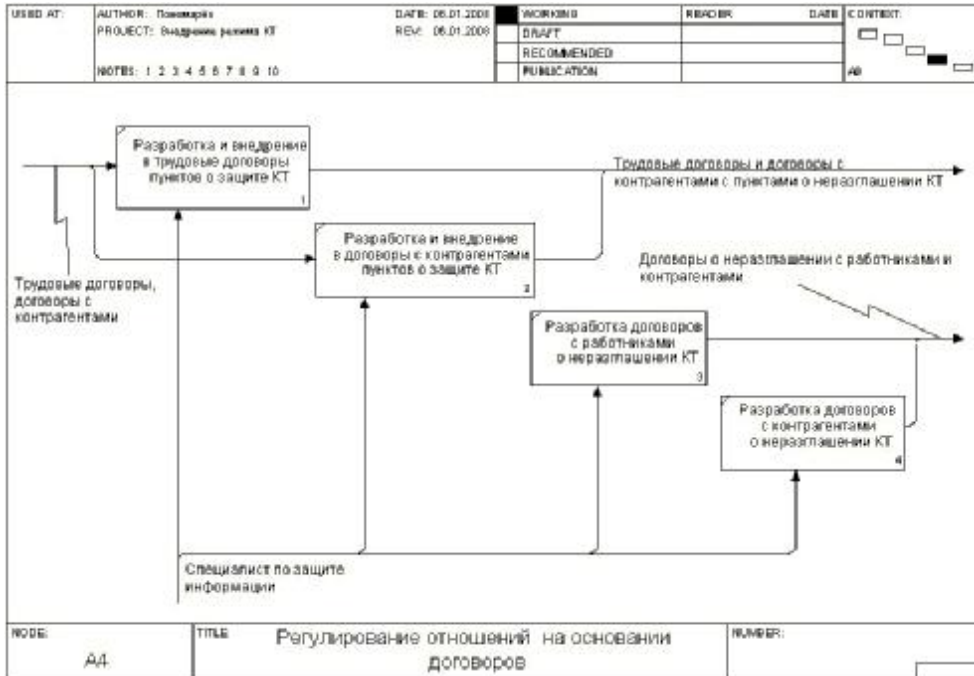 USED AT:
AUTHOR: Пономарёв
DATE: 06.01.2008
PROJECT: Внедрение режима КТ
REV: 06.01.2008
NOTES: 1 2 3 4 5 6 7 8 9 10
WORKING
DRAFT
RECOMMENDED
PUBLICATION
READER
DATE
CONTEXT:
A0
Разработка и внедрение
в трудовые договоры
пунктов о защите КТ
1
Трудовые договоры и договоры с
контрагентами с пунктами о неразглашении КТ
Разработка и внедрение
в договоры с контрагентами
пунктов о защите КТ
2
Договоры о неразглашении с работниками и
контрагентами
Трудовые договоры,
договоры с
контрагентами
Разработка договоров
с работниками
о неразглашении КТ
3
Разработка договоров
с контрагентами
о неразглашении КТ
4
Специалист по защите
информации
NODE:
A4
TITLE:
Регулирование отношений на основании
договоров
NUMBER: